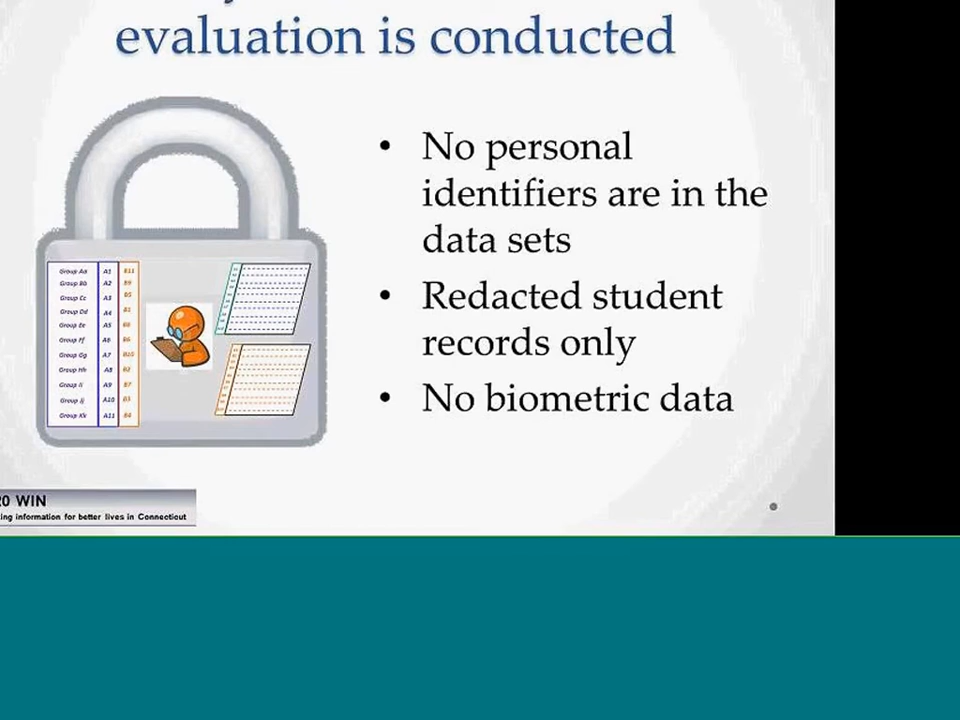 evaluation is conducted
• No personal
identifiers are in the
data sets
• Redacted student
records only
• No biometric data
Group Aa A1 B11
Group Bb A2 B9
Group Cc A3 B5
Group Dd A4 B1
Group Ee A5 B8
Group Ff A6 B6
Group Gg A7 B10
Group Hh A8 B2
Group Ii A9 B7
Group Jj A10 B3
Group Kk A11 B4
20 WIN
ing information for better lives in Connecticut